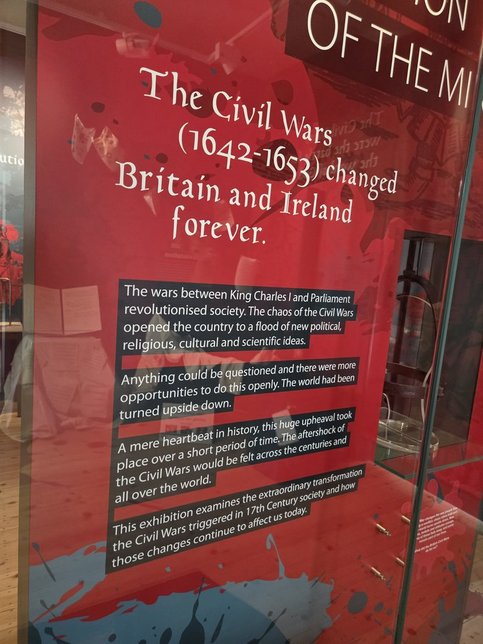 ION
OF THE MI
The Civil Wars
(1642-1653) changed
Britain and Ireland
forever.
The wars between King Charles I and Parliament
revolutionised society. The chaos of the Civil Wars
opened the country to a flood of new political,
religious, cultural and scientific ideas.
Anything could be questioned and there were more
opportunities to do this openly. The world had been
turned upside down.
A mere heartbeat in history, this huge upheaval took
place over a short period of time. The aftershock of
the Civil Wars would be felt across the centuries and
all over the world.
This exhibition examines the extraordinary transformation
the Civil Wars triggered in 17th Century society and how
those changes continue to affect us today.